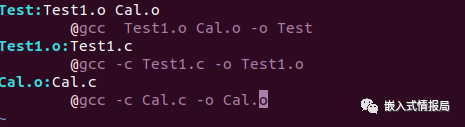 Test:Test1.o Cal.o
@gcc  Test1.o Cal.o -o Test
Test1.o:Test1.c
@gcc -c Test1.c -o Test1.o
Cal.o:Cal.c
@gcc -c Cal.c -o Cal.o
~
嵌入式情报局